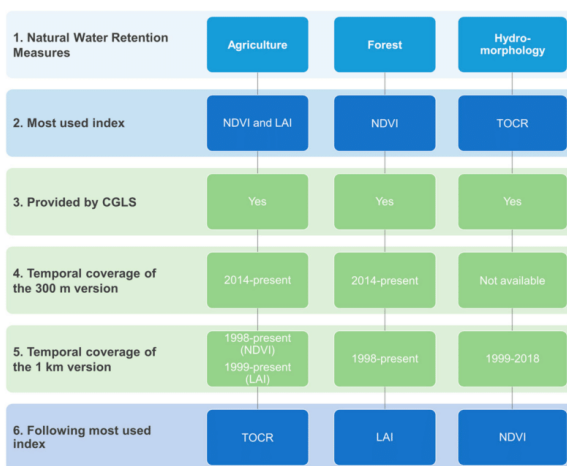 1. Natural Water Retention
Measures
Agriculture
Forest
Hydro-
morphology
2. Most used index
NDVI and LAI
NDVI
TOCR
3. Provided by CGLS
Yes
Yes
Yes
4. Temporal coverage of
the 300 m version
2014-present
2014-present
Not available
5. Temporal coverage of
the 1 km version
1998-present
(NDVI)
1999-present
(LAI)
1998-present
1999-2018
6. Following most used
index
TOCR
LAI
NDVI